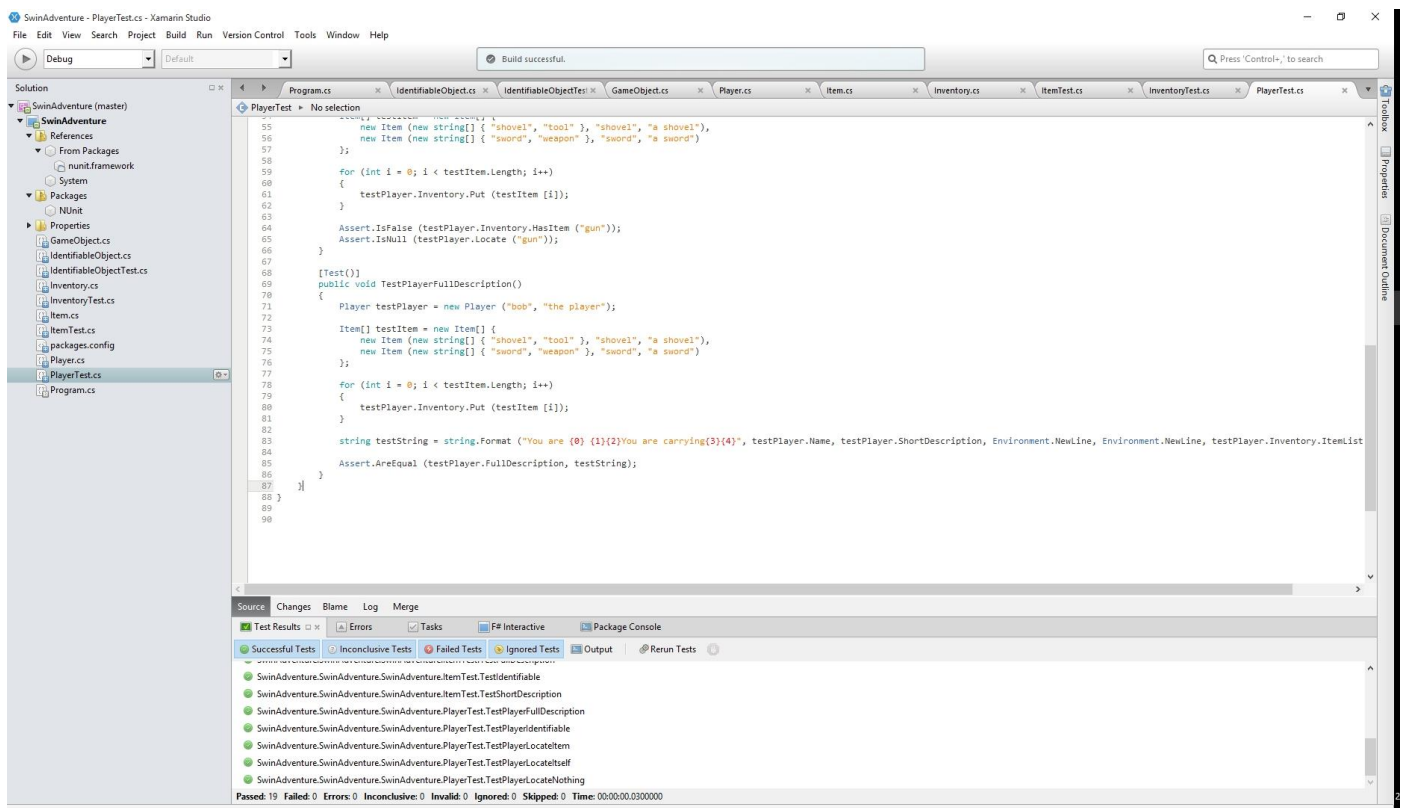 SwinAdventure - PlayerTest.cs - Xamarin Studio
File Edit View Search Project Build Run Version Control Tools Window Help
Debug Default Build successful. Press 'Control+,' to search
Solution
SwinAdventure (master)
SwinAdventure
References
From Packages
nunit.framework
System
Packages
NUnit
Properties
GameObject.cs
IdentifiableObject.cs
IdentifiableObjectTest.cs
Inventory.cs
InventoryTest.cs
Item.cs
ItemTest.cs
packages.config
Player.cs
PlayerTest.cs
Program.cs
Program.cs IdentifiableObject.cs IdentifiableObjectTest GameObject.cs Player.cs Item.cs Inventory.cs ItemTest.cs InventoryTest.cs PlayerTest.cs
PlayerTest No selection
55 new Item (new string[] { "shovel", "tool" }, "shovel", "a shovel"),
56 new Item (new string[] { "sword", "weapon" }, "sword", "a sword")
57 };
58
59 for (int i = 0; i < testItem.Length; i++)
60 {
61 testPlayer.Inventory.Put (testItem [i]);
62 }
63
64 Assert.IsFalse (testPlayer.Inventory.HasItem ("gun"));
65 Assert.IsNull (testPlayer.Locate ("gun"));
66 }
67
68 [Test()]
69 public void TestPlayerFullDescription()
70 {
71 Player testPlayer = new Player ("bob", "the player");
72
73 Item[] testItem = new Item[] {
74 new Item (new string[] { "shovel", "tool" }, "shovel", "a shovel"),
75 new Item (new string[] { "sword", "weapon" }, "sword", "a sword")
76 };
77
78 for (int i = 0; i < testItem.Length; i++)
79 {
80 testPlayer.Inventory.Put (testItem [i]);
81 }
82
83 string testString = string.Format ("You are {0} {1}{2}You are carrying{3}{4}", testPlayer.Name, testPlayer.ShortDescription, Environment.NewLine, Environment.NewLine, testPlayer.Inventory.ItemList
84
85 Assert.AreEqual (testPlayer.FullDescription, testString);
86 }
87 }
88 }
89
90
Toolbox
Properties
Document Outline
Source Changes Blame Log Merge
Test Results Errors Tasks F# Interactive Package Console
Successful Tests Inconclusive Tests Failed Tests Ignored Tests Output Rerun Tests
SwinAdventure.SwinAdventure.SwinAdventure.ItemTest.TestIdentifiable
SwinAdventure.SwinAdventure.SwinAdventure.ItemTest.TestShortDescription
SwinAdventure.SwinAdventure.SwinAdventure.PlayerTest.TestPlayerFullDescription
SwinAdventure.SwinAdventure.SwinAdventure.PlayerTest.TestPlayerIdentifiable
SwinAdventure.SwinAdventure.SwinAdventure.PlayerTest.TestPlayerLocateItem
SwinAdventure.SwinAdventure.SwinAdventure.PlayerTest.TestPlayerLocateItself
SwinAdventure.SwinAdventure.SwinAdventure.PlayerTest.TestPlayerLocateNothing
Passed: 19 Failed: 0 Errors: 0 Inconclusive: 0 Invalid: 0 Ignored: 0 Skipped: 0 Time: 00:00:00.0300000